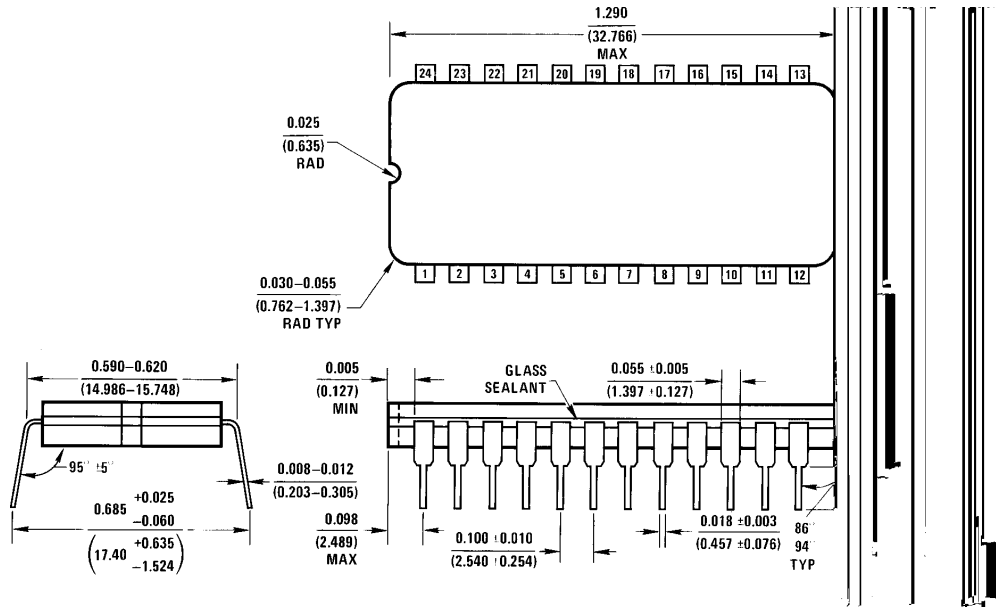 1.290
(32.766)
MAX
24 23 22 21 20 19 18 17 16 15 14 13
0.025
(0.635)
RAD
1 2 3 4 5 6 7 8 9 10 11 12
0.030–0.055
(0.762–1.397)
RAD TYP
0.590–0.620
(14.986–15.748)
0.005
(0.127)
MIN
GLASS
SEALANT
0.055 ±0.005
(1.397 ±0.127)
95° ±5°
0.008–0.012
(0.203–0.305)
0.685 +0.025
−0.060
(17.40 +0.635
−1.524)
0.098
(2.489)
MAX
0.100 ±0.010
(2.540 ±0.254)
0.018 ±0.003
(0.457 ±0.076)
86°
94°
TYP